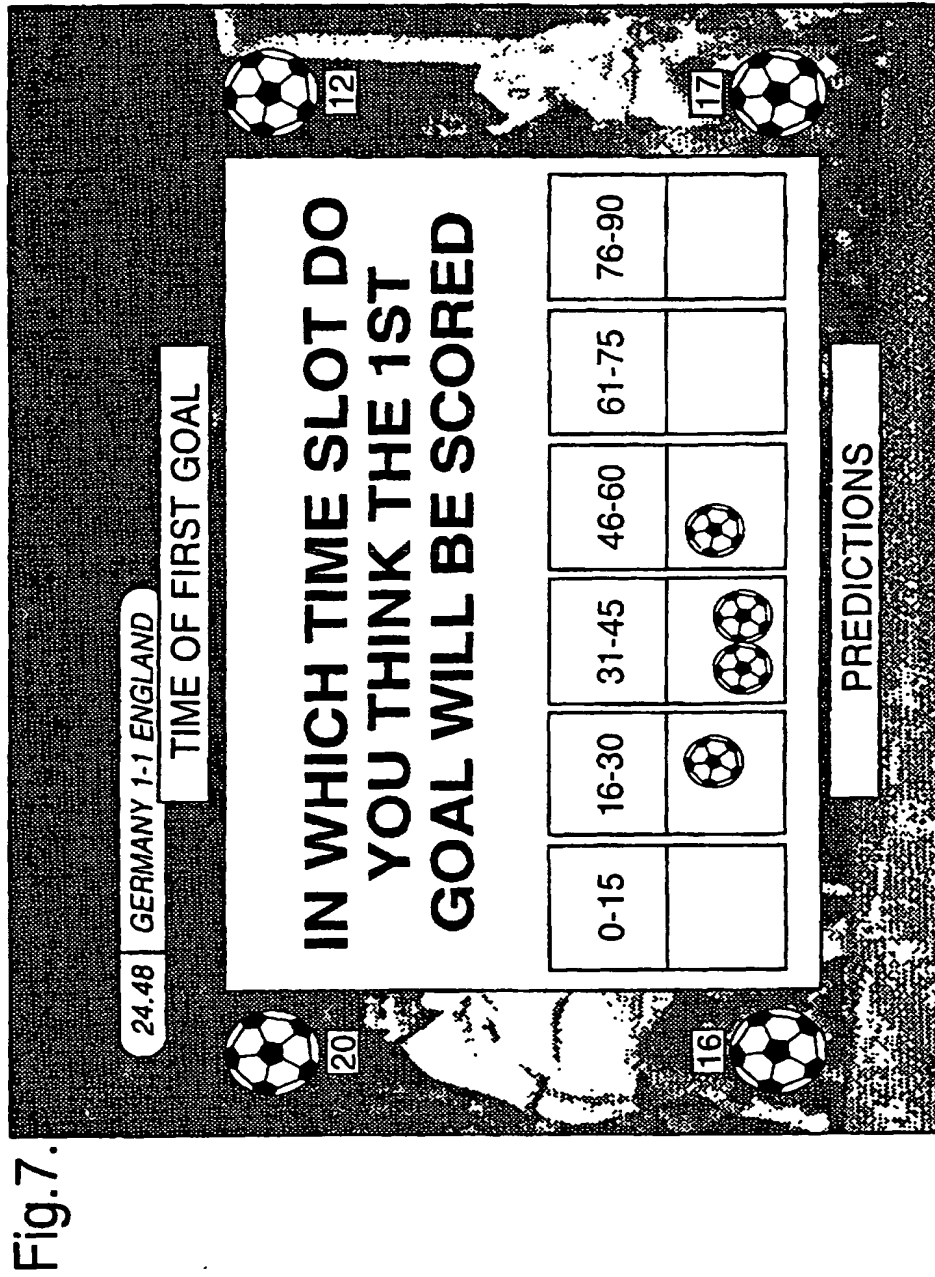 Fig.7.
24.48 GERMANY 1-1 ENGLAND
TIME OF FIRST GOAL
20
12
IN WHICH TIME SLOT DO
YOU THINK THE 1ST
GOAL WILL BE SCORED
0-15 16-30 31-45 46-60 61-75 76-90
16
17
PREDICTIONS